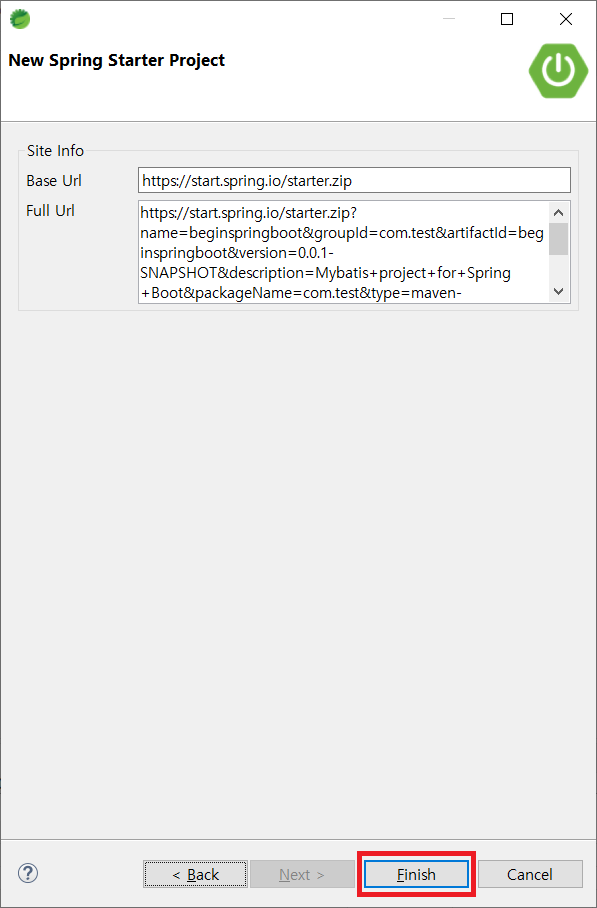 New Spring Starter Project
Site Info
Base Url
https://start.spring.io/starter.zip
Full Url
https://start.spring.io/starter.zip?
name=beginspringboot&groupId=com.test&artifactId=beg
inspringboot&version=0.0.1-
SNAPSHOT&description=Mybatis+project+for+Spring
+Boot&packageName=com.test&type=maven-
?
< Back
Next >
Finish
Cancel